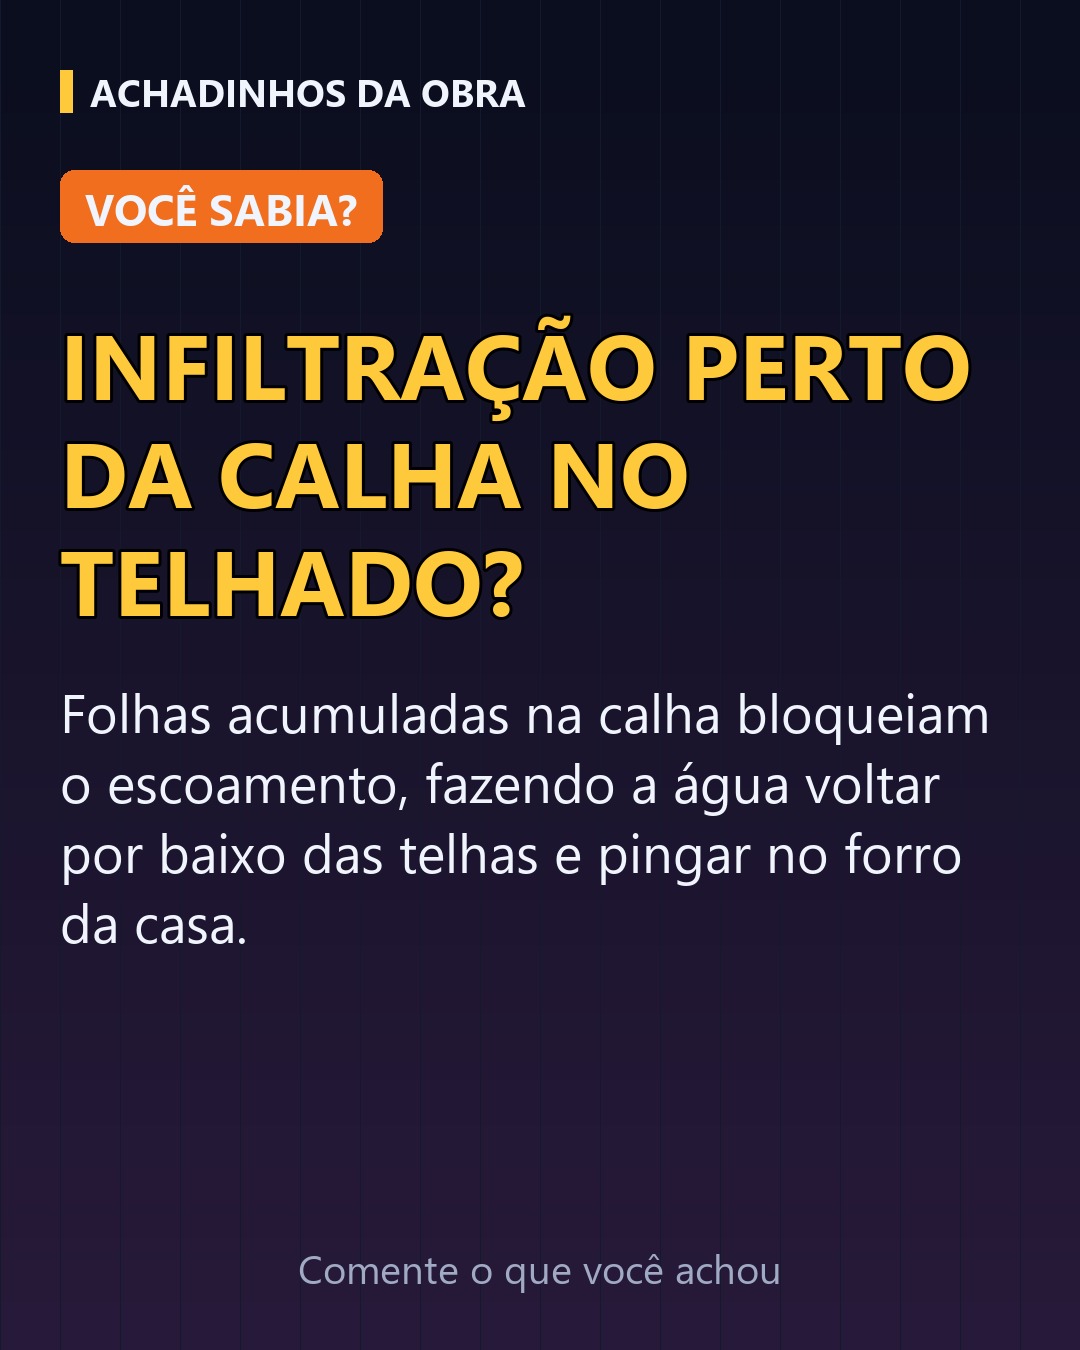 ACHADINHOS DA OBRA
VOCÊ SABIA?
INFILTRAÇÃO PERTO
DA CALHA NO
TELHADO?
Folhas acumuladas na calha bloqueiam
o escoamento, fazendo a água voltar
por baixo das telhas e pingar no forro
da casa.
Comente o que você achou